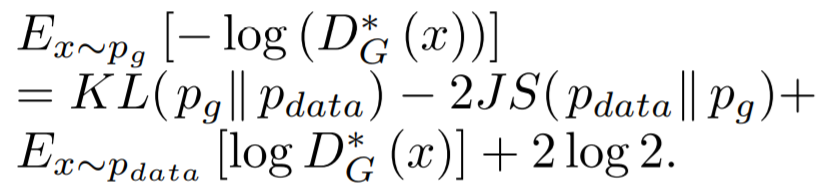 E_{x∼p_g} [− log (D^*_G (x))]
= KL(p_g‖ p_{data}) − 2JS(p_{data}‖ p_g)+
E_{x∼p_{data}} [log D^*_G (x)] + 2 log 2.